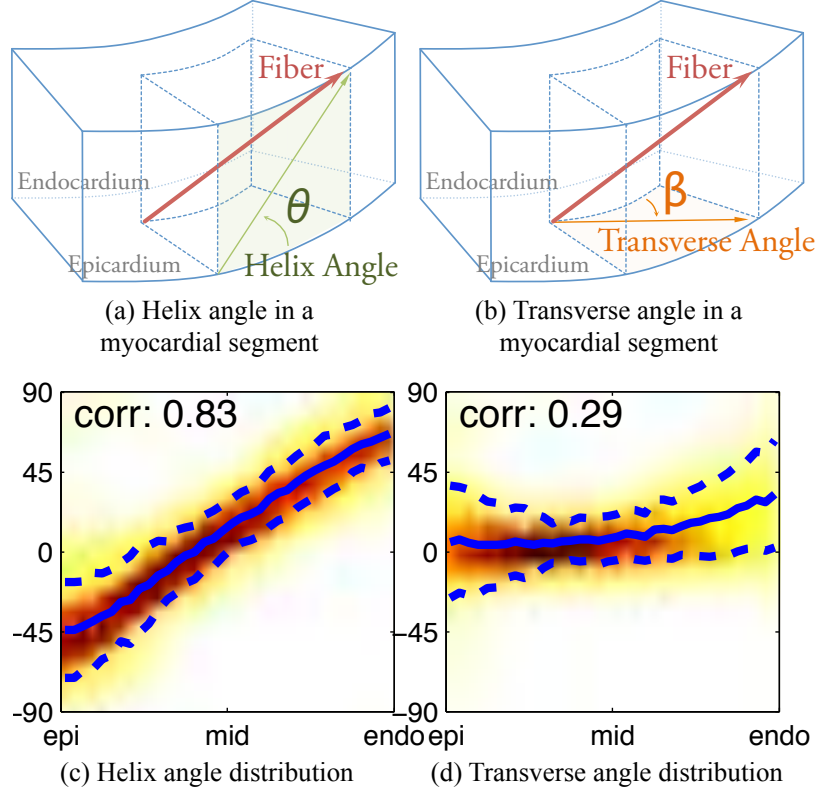 Fiber
Endocardium
θ
Epicardium
Helix Angle
(a) Helix angle in a
myocardial segment
Fiber
Endocardium
β
Transverse Angle
Epicardium
(b) Transverse angle in a
myocardial segment
corr: 0.83
90
45
0
-45
-90
epi mid endo
(c) Helix angle distribution
corr: 0.29
90
45
0
-45
-90
epi mid endo
(d) Transverse angle distribution